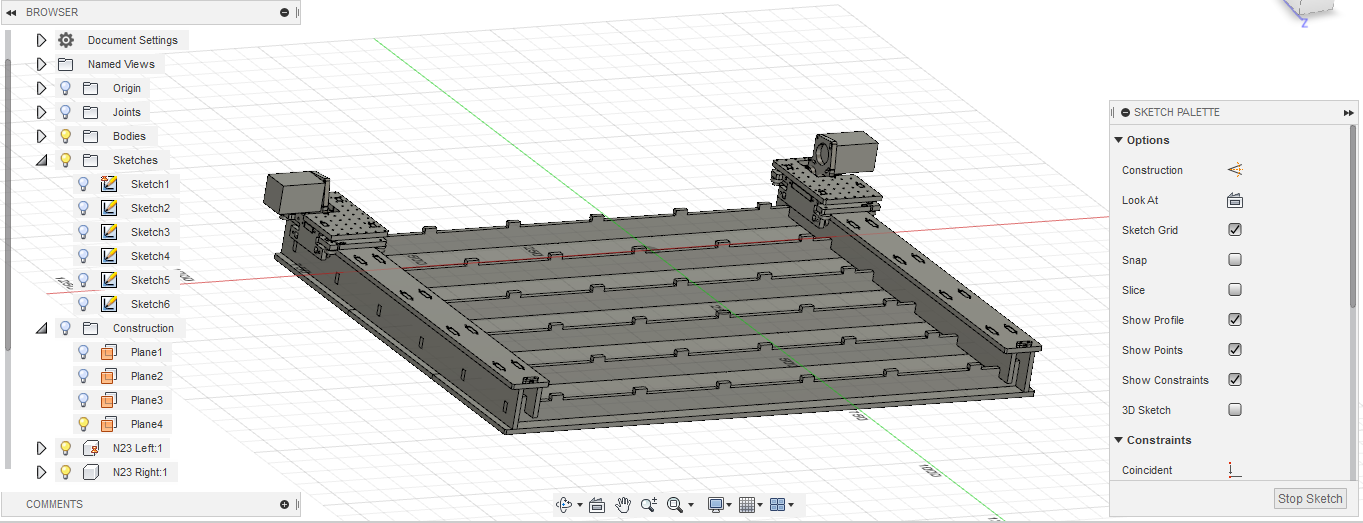 BROWSER
Document Settings
Named Views
Origin
Joints
Bodies
Sketches
Sketch1
Sketch2
Sketch3
Sketch4
Sketch5
Sketch6
Construction
Plane1
Plane2
Plane3
Plane4
N23 Left:1
N23 Right:1
COMMENTS
Z
250
1000
SKETCH PALETTE
Options
Construction
Look At
Sketch Grid
Snap
Slice
Show Profile
Show Points
Show Constraints
3D Sketch
Constraints
Coincident
Stop Sketch